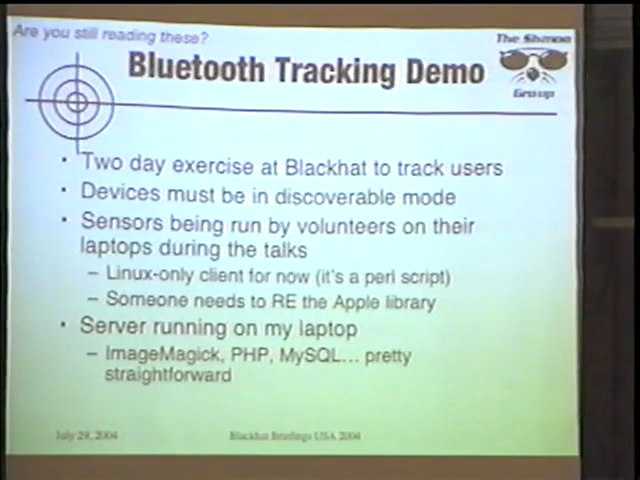 Are you still reading these?
The Shmoo
Group
Bluetooth Tracking Demo
· Two day exercise at Blackhat to track users
· Devices must be in discoverable mode
· Sensors being run by volunteers on their
laptops during the talks
– Linux-only client for now (it's a perl script)
– Someone needs to RE the Apple library
· Server running on my laptop
– ImageMagick, PHP, MySQL... pretty
straightforward
July 29, 2004
Blackhat Briefings USA 2004